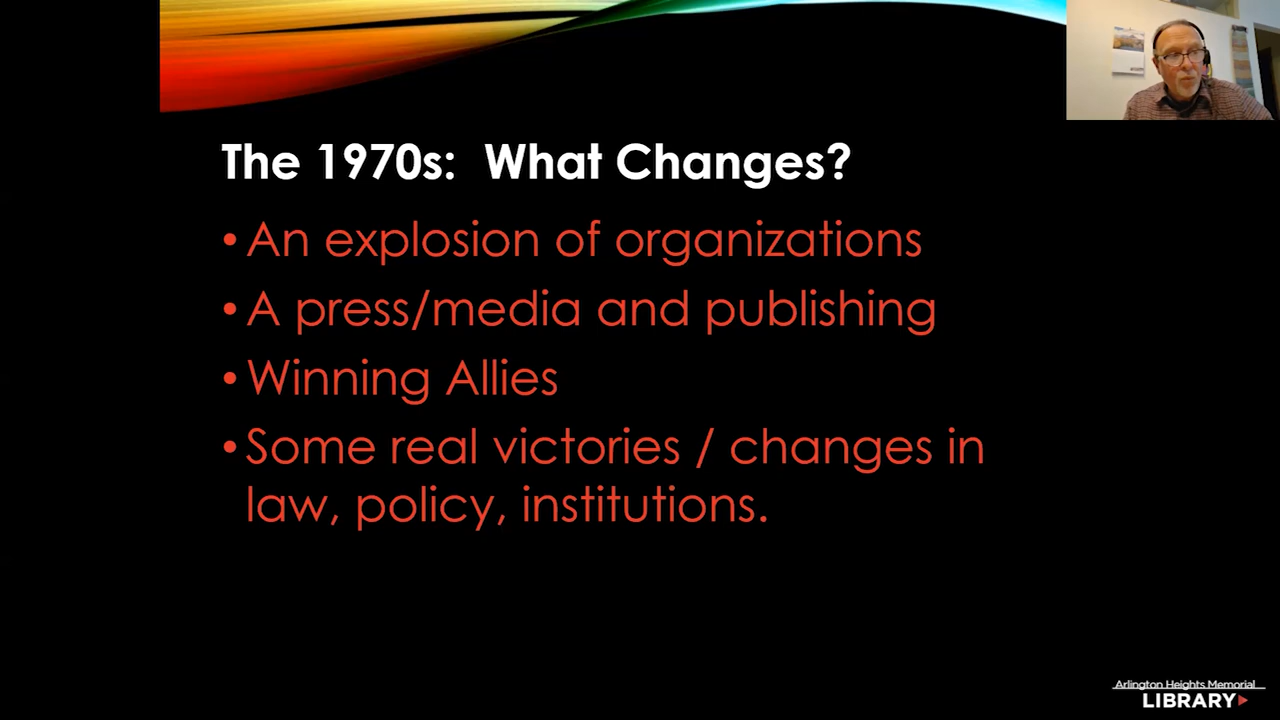 The 1970s: What Changes?
• An explosion of organizations
• A press/media and publishing
• Winning Allies
• Some real victories / changes in
law, policy, institutions.
Arlington Heights Memorial
LIBRARY